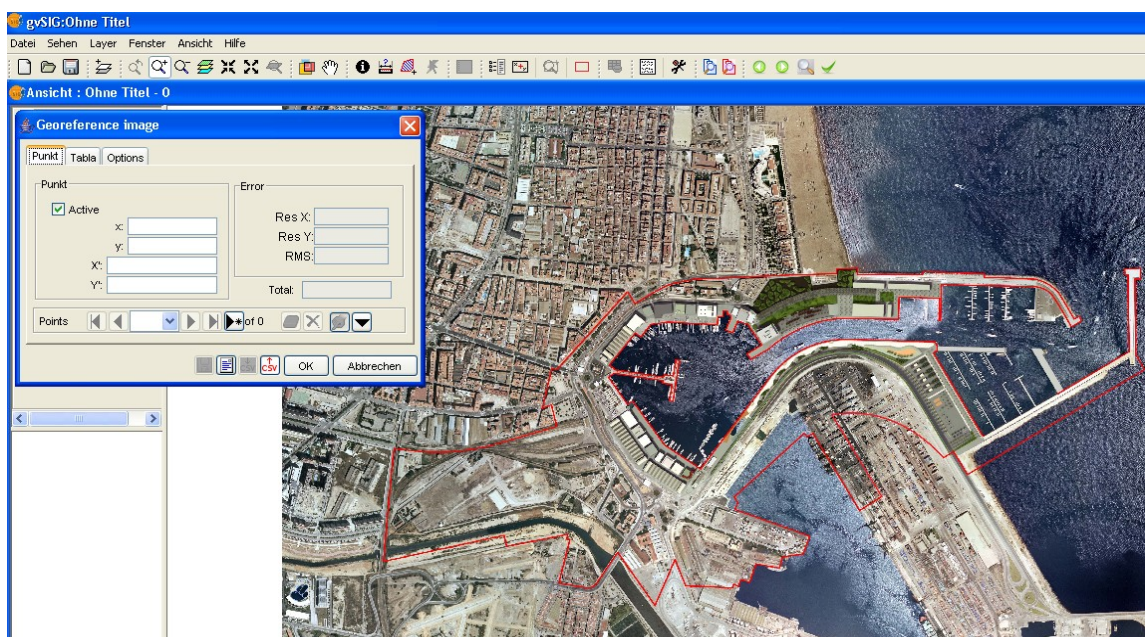 gvSIG:Ohne Titel
Datei Sehen Layer Fenster Ansicht Hilfe
Ansicht : Ohne Titel - 0
Georeference image
Punkt Tabla Options
Punkt
Active
x:
y:
X':
Y':
Error
Res X:
Res Y:
RMS:
Total:
Points of 0
CSV OK Abbrechen